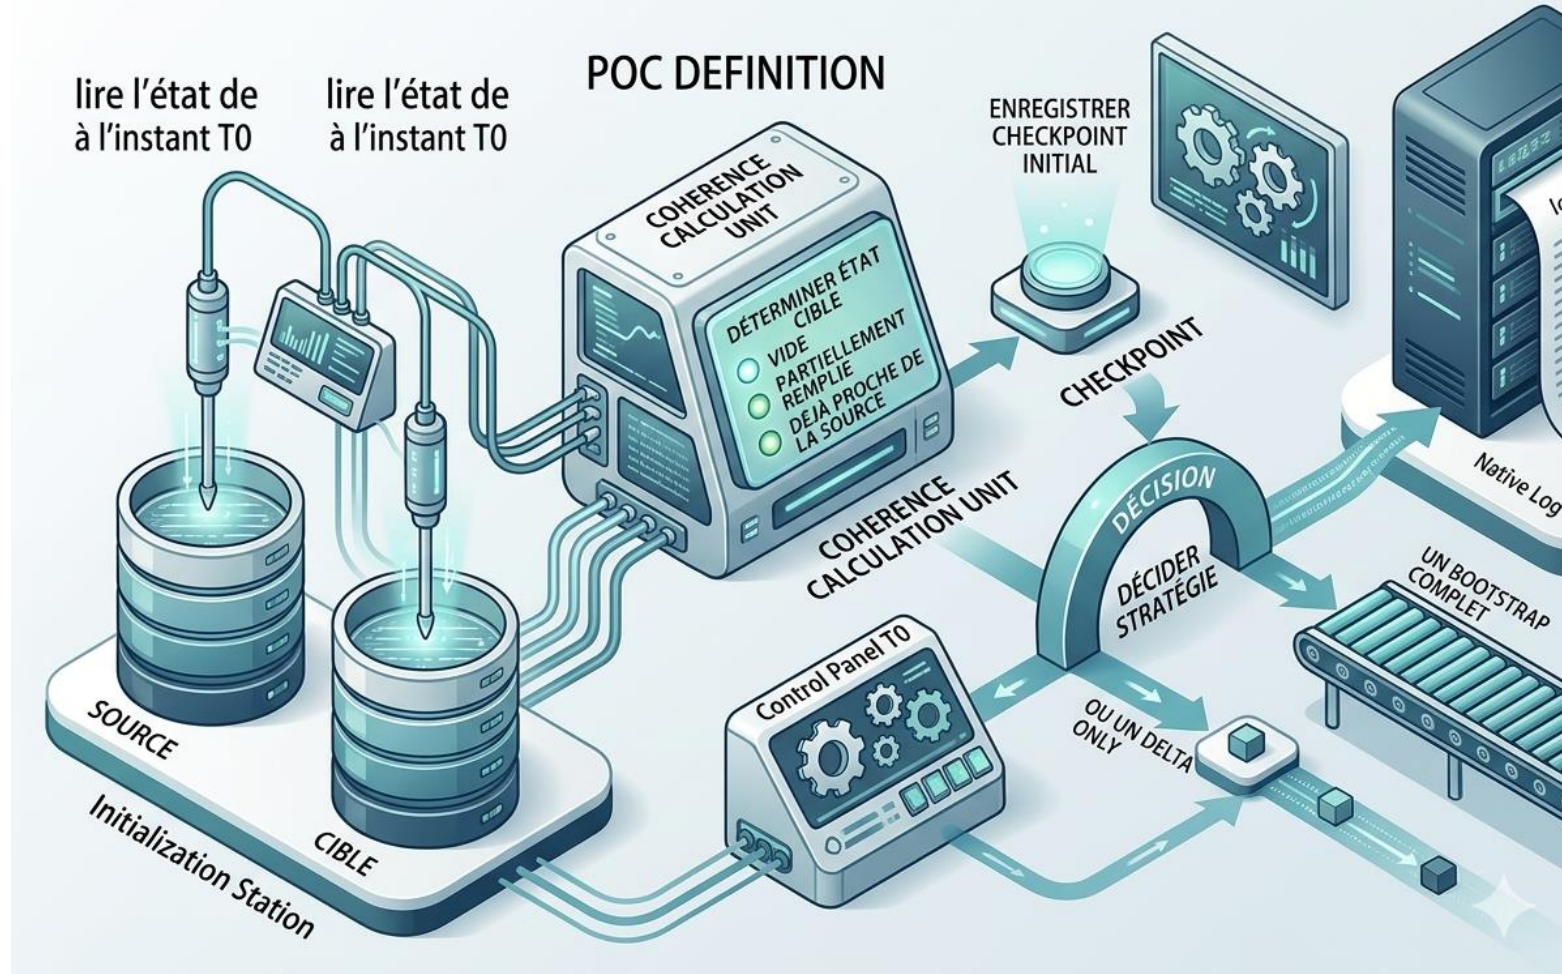 POC DEFINITION
lire l'état de
à l'instant T0
lire l'état de
à l'instant T0
COHERENCE
CALCULATION
UNIT
DÉTERMINER ÉTAT
CIBLE
VIDE
PARTIELLEMENT
REMPLIE
DEJÀ PROCHE DE
LA SOURCE
ENREGISTRER
CHECKPOINT
INITIAL
CHECKPOINT
COHERENCE
CALCULATION UNIT
DÉCISION
DÉCIDER
STRATÉGIE
Native Log
UN BOOTSTRAP
COMPLET
OU UN DELTA
ONLY
Control Panel T0
SOURCE
CIBLE
Initialization Station